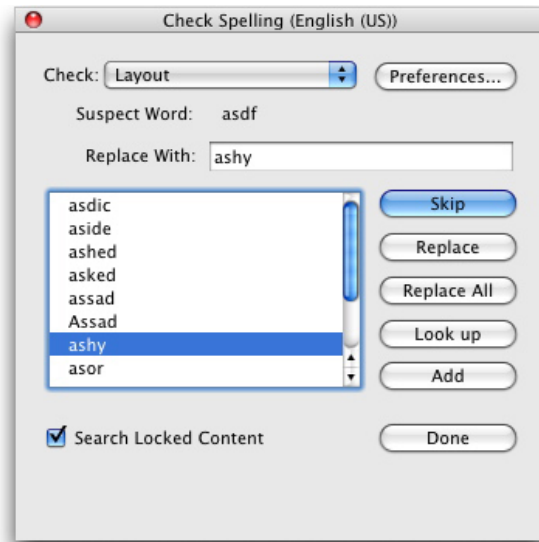 Check Spelling (English (US))
Check: Layout Preferences...
Suspect Word: asdf
Replace With: ashy
asdic
aside
ashed
asked
assad
Assad
ashy
asor
Skip
Replace
Replace All
Look up
Add
Search Locked Content Done